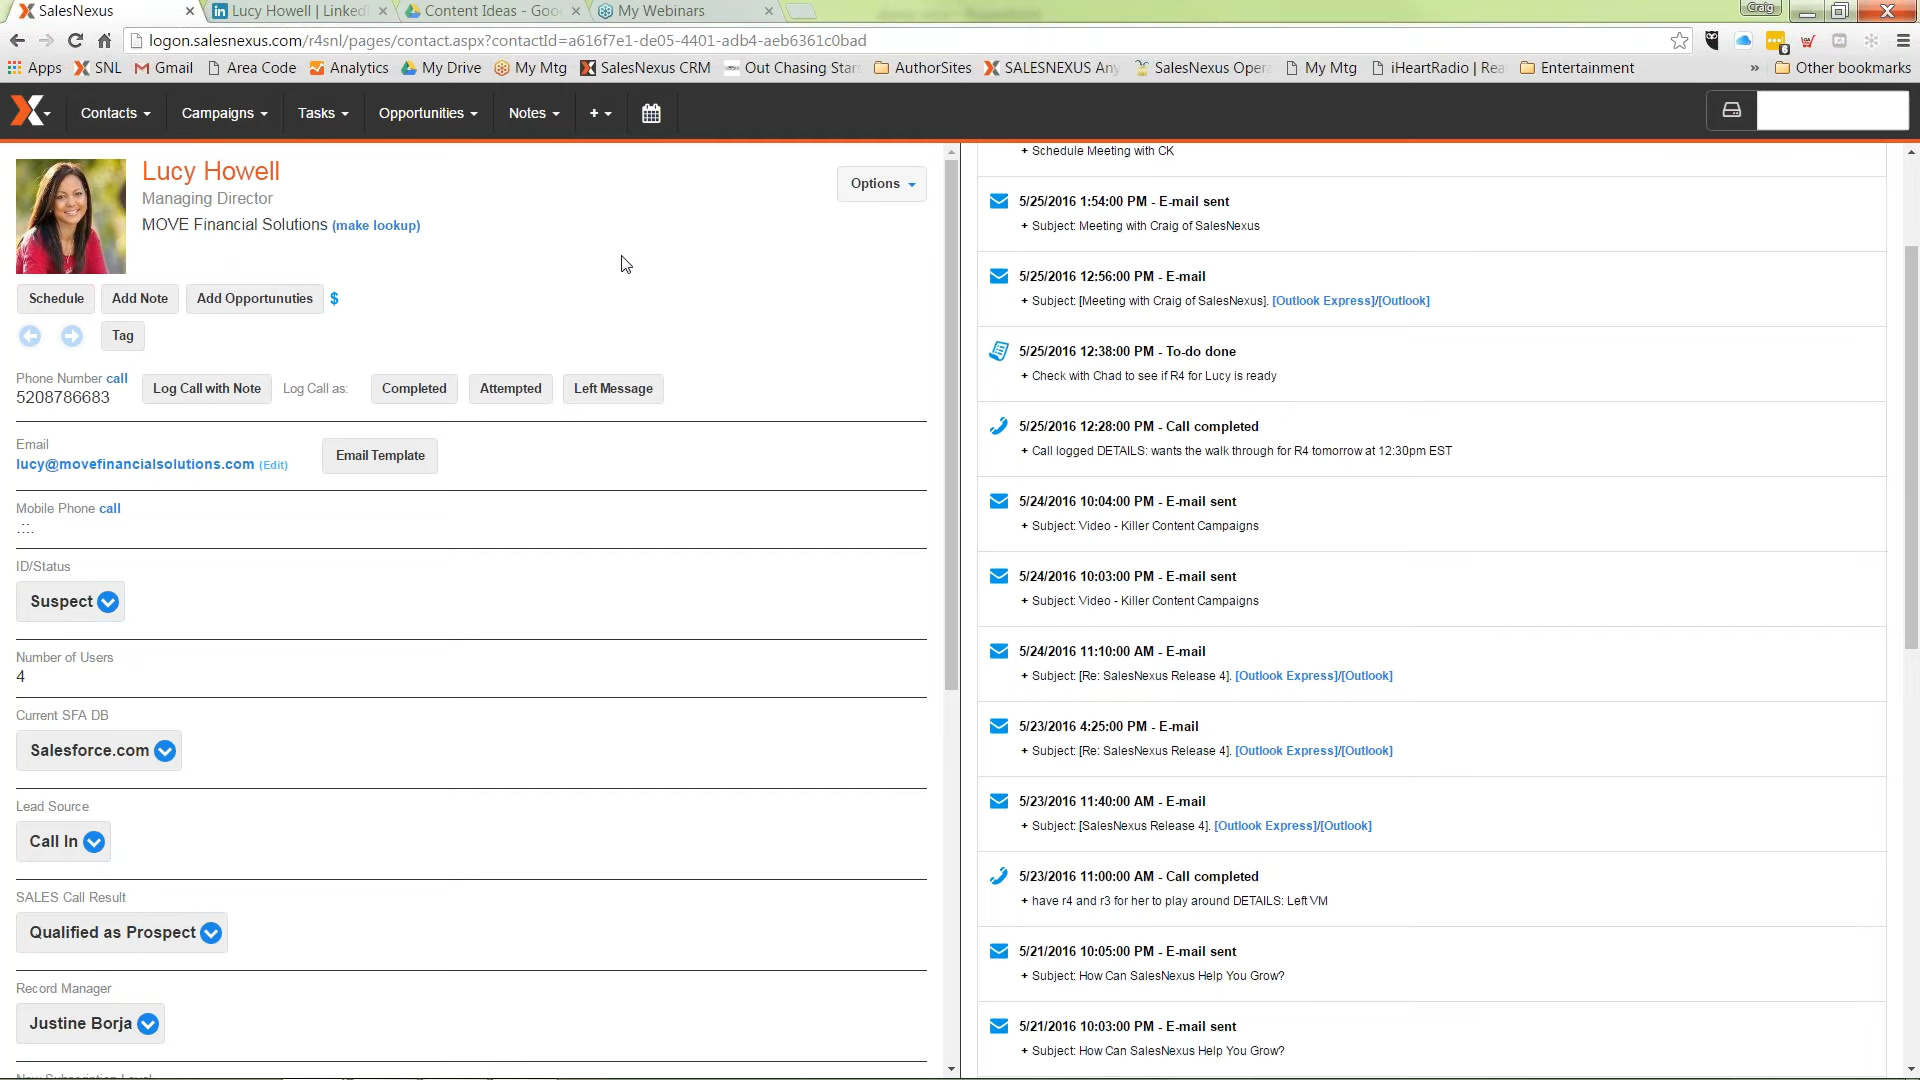 SalesNexus
Lucy Howell | Linked
Content Ideas - Goo
My Webinars
Craig
logon.salesnexus.com/r4snl/pages/contact.aspx?contactId=a616f7e1-de05-4401-adb4-aeb6361c0bad
Apps SNL Gmail Area Code Analytics My Drive My Mtg SalesNexus CRM Out Chasing Stars AuthorSites SALESNEXUS Any SalesNexus Opera My Mtg iHeartRadio | Rea Entertainment » Other bookmarks
Contacts Campaigns Tasks Opportunities Notes +
Lucy Howell
Managing Director
MOVE Financial Solutions (make lookup)
Options
Schedule Add Note Add Opportunuties $
Tag
Phone Number call
5208786683
Log Call with Note Log Call as: Completed Attempted Left Message
Email
lucy@movefinancialsolutions.com (Edit)
Email Template
Mobile Phone call
ID/Status
Suspect
Number of Users
4
Current SFA DB
Salesforce.com
Lead Source
Call In
SALES Call Result
Qualified as Prospect
Record Manager
Justine Borja
+ Schedule Meeting with CK
5/25/2016 1:54:00 PM - E-mail sent
+ Subject: Meeting with Craig of SalesNexus
5/25/2016 12:56:00 PM - E-mail
+ Subject: [Meeting with Craig of SalesNexus]. [Outlook Express]/[Outlook]
5/25/2016 12:38:00 PM - To-do done
+ Check with Chad to see if R4 for Lucy is ready
5/25/2016 12:28:00 PM - Call completed
+ Call logged DETAILS: wants the walk through for R4 tomorrow at 12:30pm EST
5/24/2016 10:04:00 PM - E-mail sent
+ Subject: Video - Killer Content Campaigns
5/24/2016 10:03:00 PM - E-mail sent
+ Subject: Video - Killer Content Campaigns
5/24/2016 11:10:00 AM - E-mail
+ Subject: [Re: SalesNexus Release 4]. [Outlook Express]/[Outlook]
5/23/2016 4:25:00 PM - E-mail
+ Subject: [Re: SalesNexus Release 4]. [Outlook Express]/[Outlook]
5/23/2016 11:40:00 AM - E-mail
+ Subject: [SalesNexus Release 4]. [Outlook Express]/[Outlook]
5/23/2016 11:00:00 AM - Call completed
+ have r4 and r3 for her to play around DETAILS: Left VM
5/21/2016 10:05:00 PM - E-mail sent
+ Subject: How Can SalesNexus Help You Grow?
5/21/2016 10:03:00 PM - E-mail sent
+ Subject: How Can SalesNexus Help You Grow?